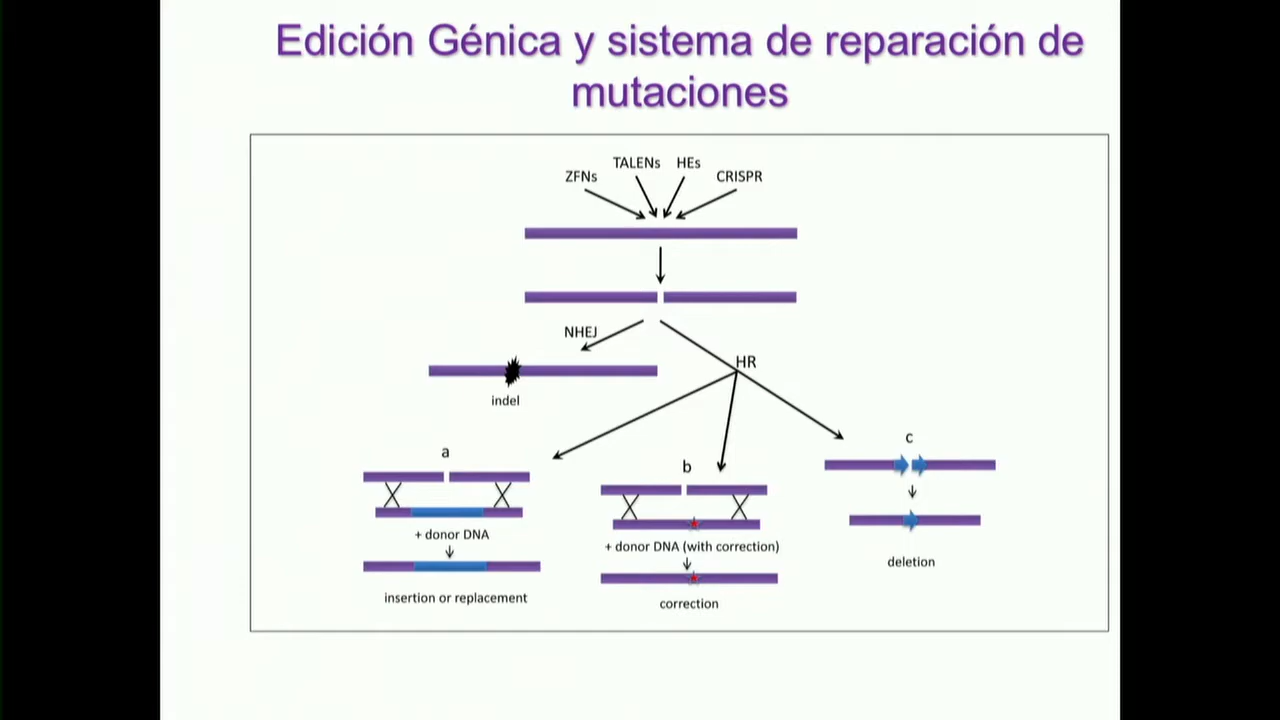 Edición Génica y sistema de reparación de
mutaciones
TALENs HEs
ZFNs CRISPR
NHEJ
HR
indel
a
b
c
+ donor DNA
+ donor DNA (with correction)
deletion
insertion or replacement
correction